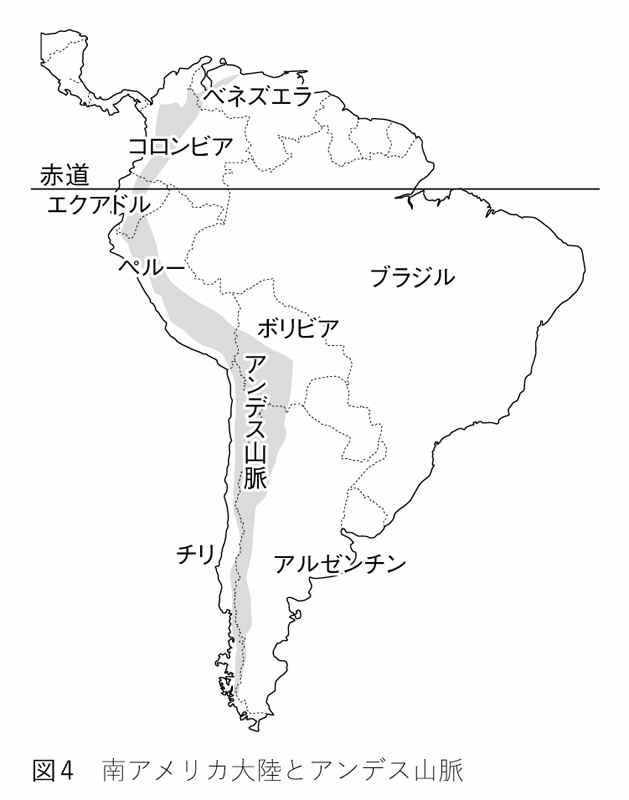 ベネズエラ
コロンビア
赤道
エクアドル
ペルー
ブラジル
ボリビア
アンデス山脈
チリ
アルゼンチン
図4 南アメリカ大陸とアンデス山脈